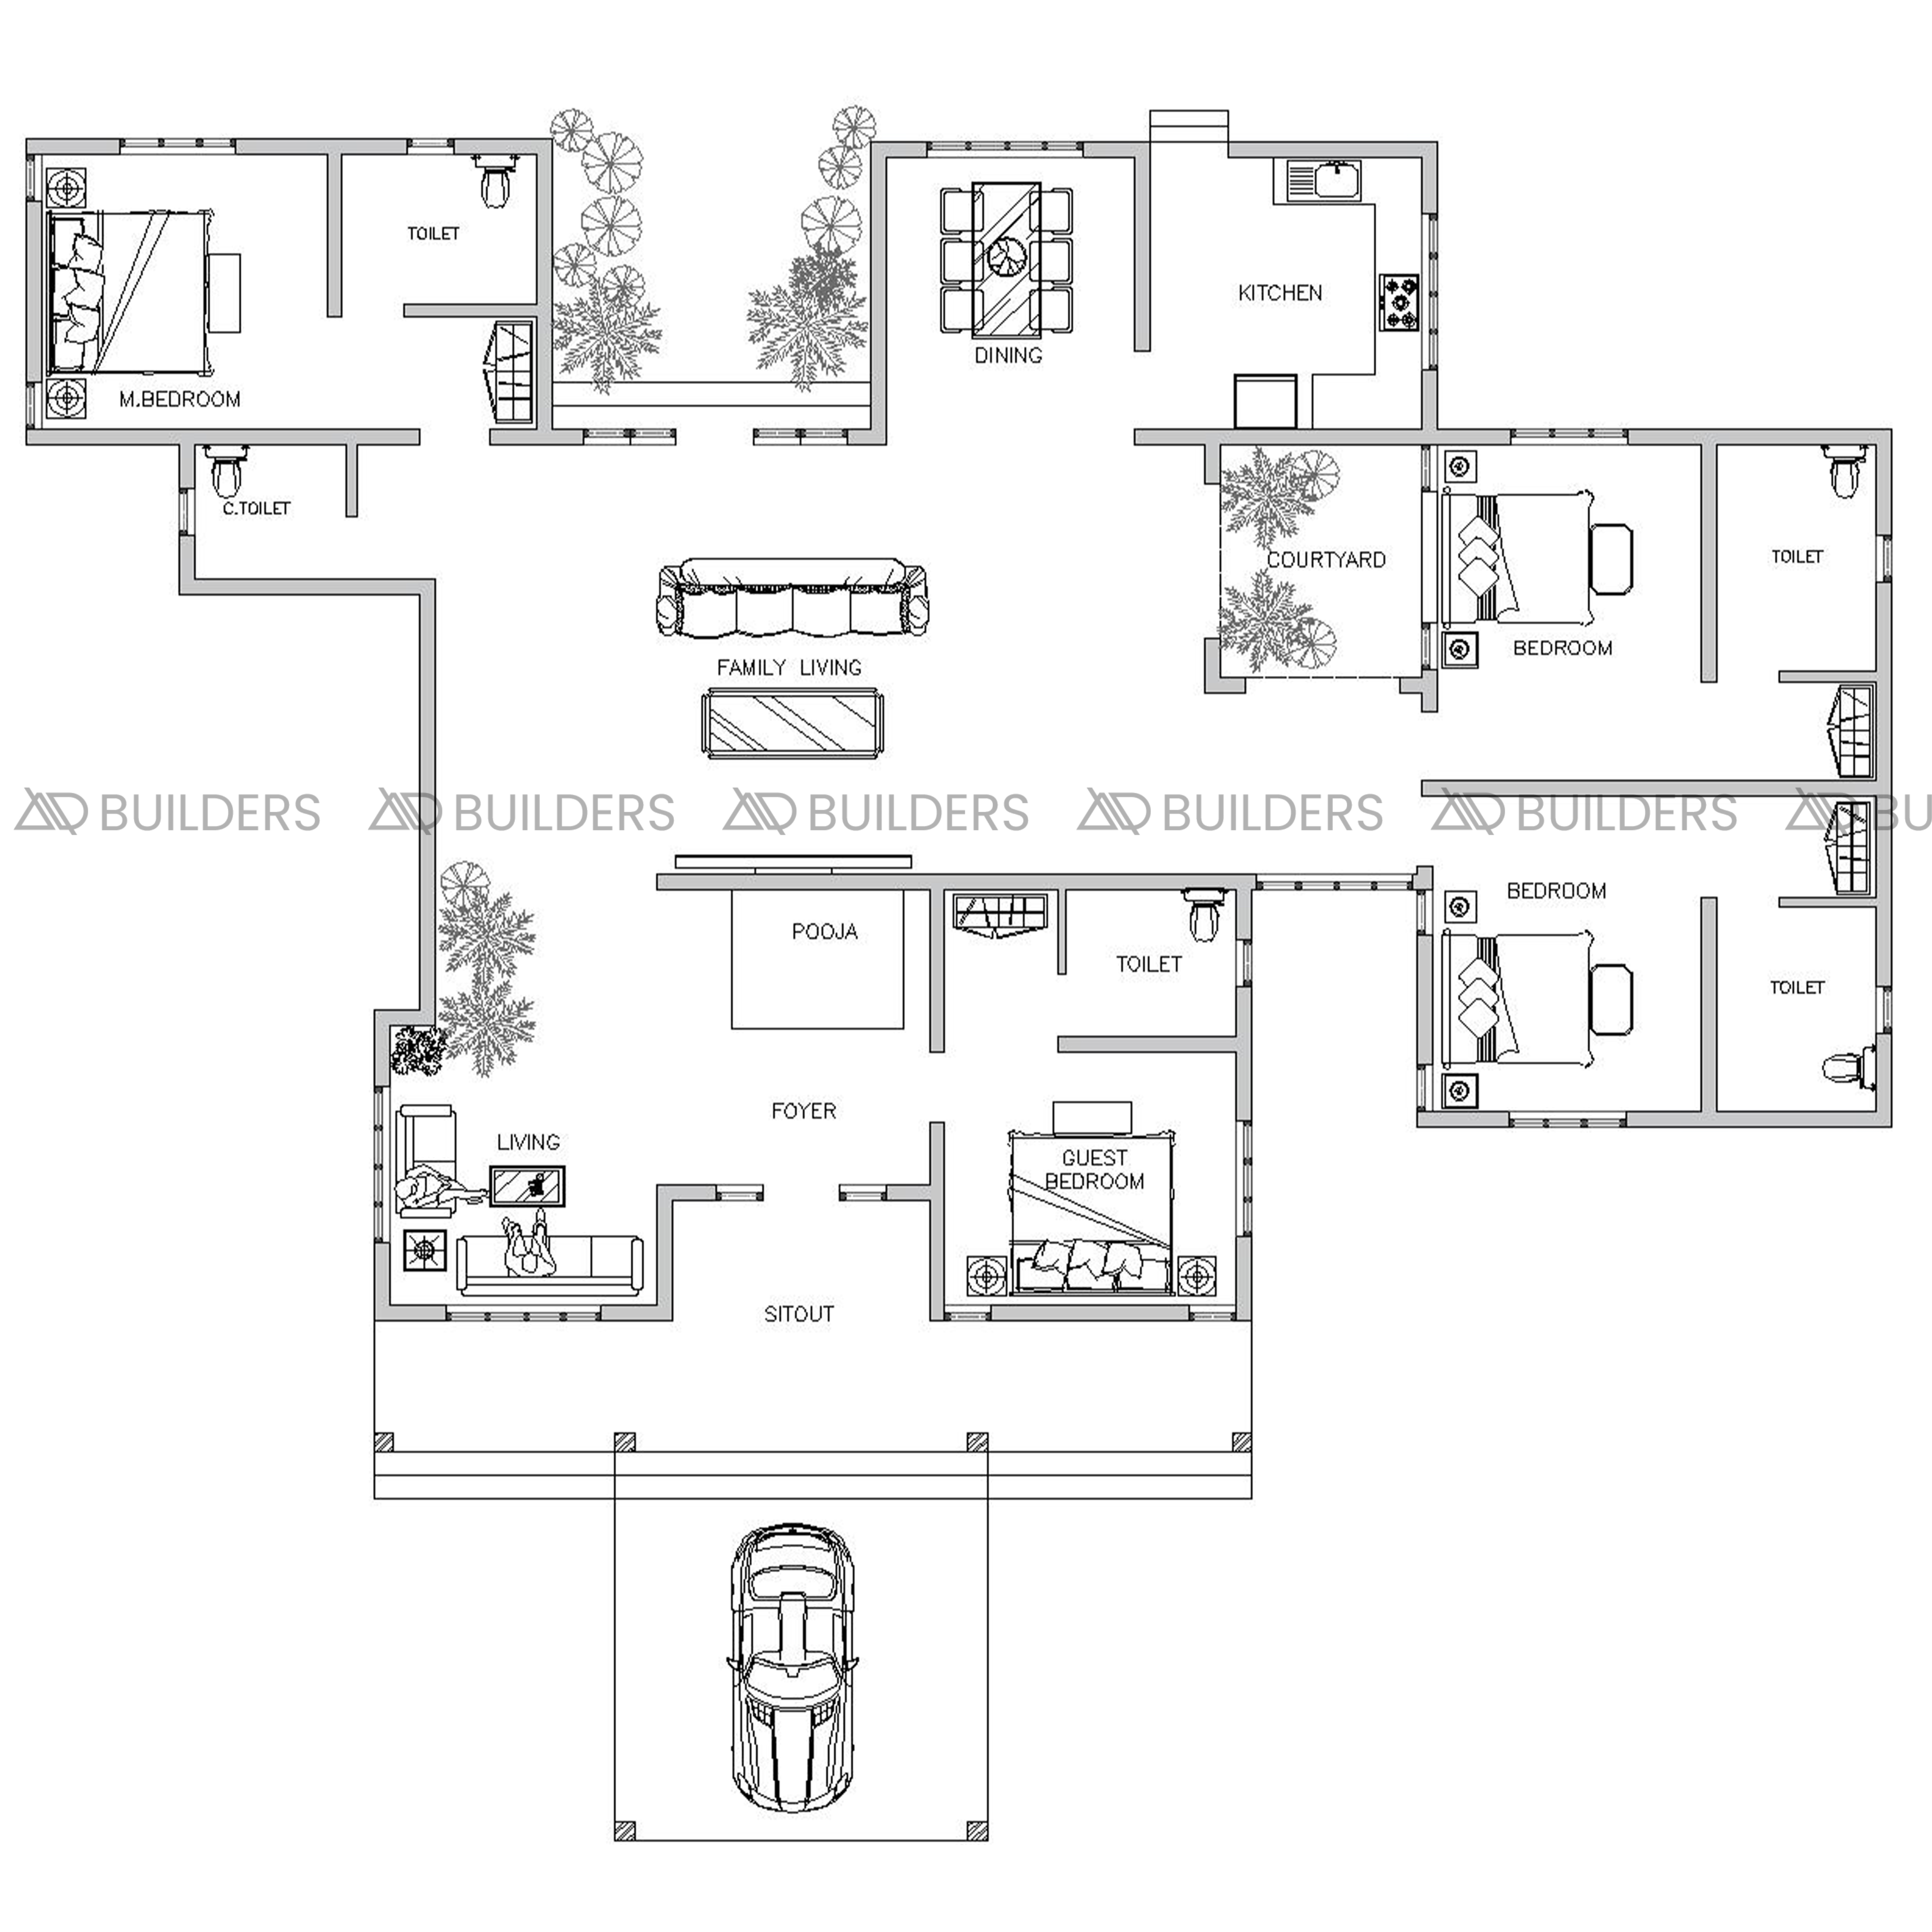 TOILET
KITCHEN
DINING
M.BEDROOM
C.TOILET
COURTYARD
TOILET
BEDROOM
FAMILY LIVING
BUILDERS BUILDERS BUILDERS BUILDERS BUILDERS BU
BEDROOM
POOJA
TOILET
TOILET
FOYER
LIVING
GUEST
BEDROOM
SITOUT